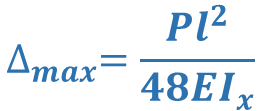 Δmax = Pl²/48EIx